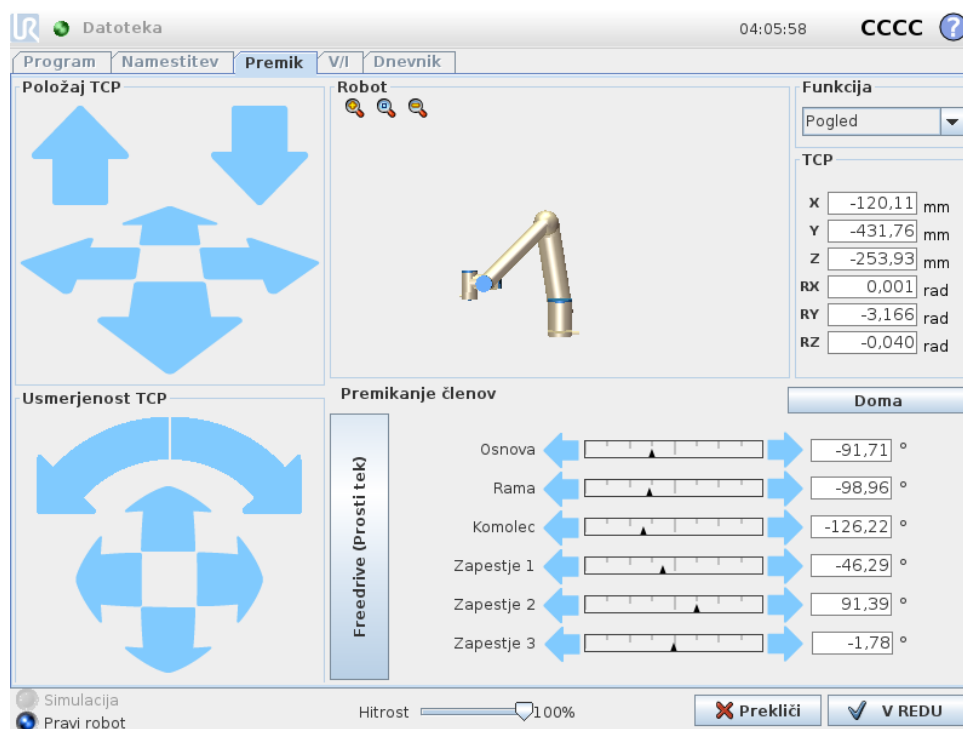 UR Datoteka 04:05:58 CCCC ?
Program Namestitev Premik V/I Dnevnik
Položaj TCP
Robot
Funkcija
Pogled
TCP
X -120,11 mm
Y -431,76 mm
Z -253,93 mm
RX 0,001 rad
RY -3,166 rad
RZ -0,040 rad
Usmerjenost TCP
Premikanje členov
Doma
Freedrive (Prosti tek)
Osnova -91,71 °
Rama -98,96 °
Komolec -126,22 °
Zapestje 1 -46,29 °
Zapestje 2 91,39 °
Zapestje 3 -1,78 °
Simulacija
Pravi robot
Hitrost 100%
Prekliči
V REDU